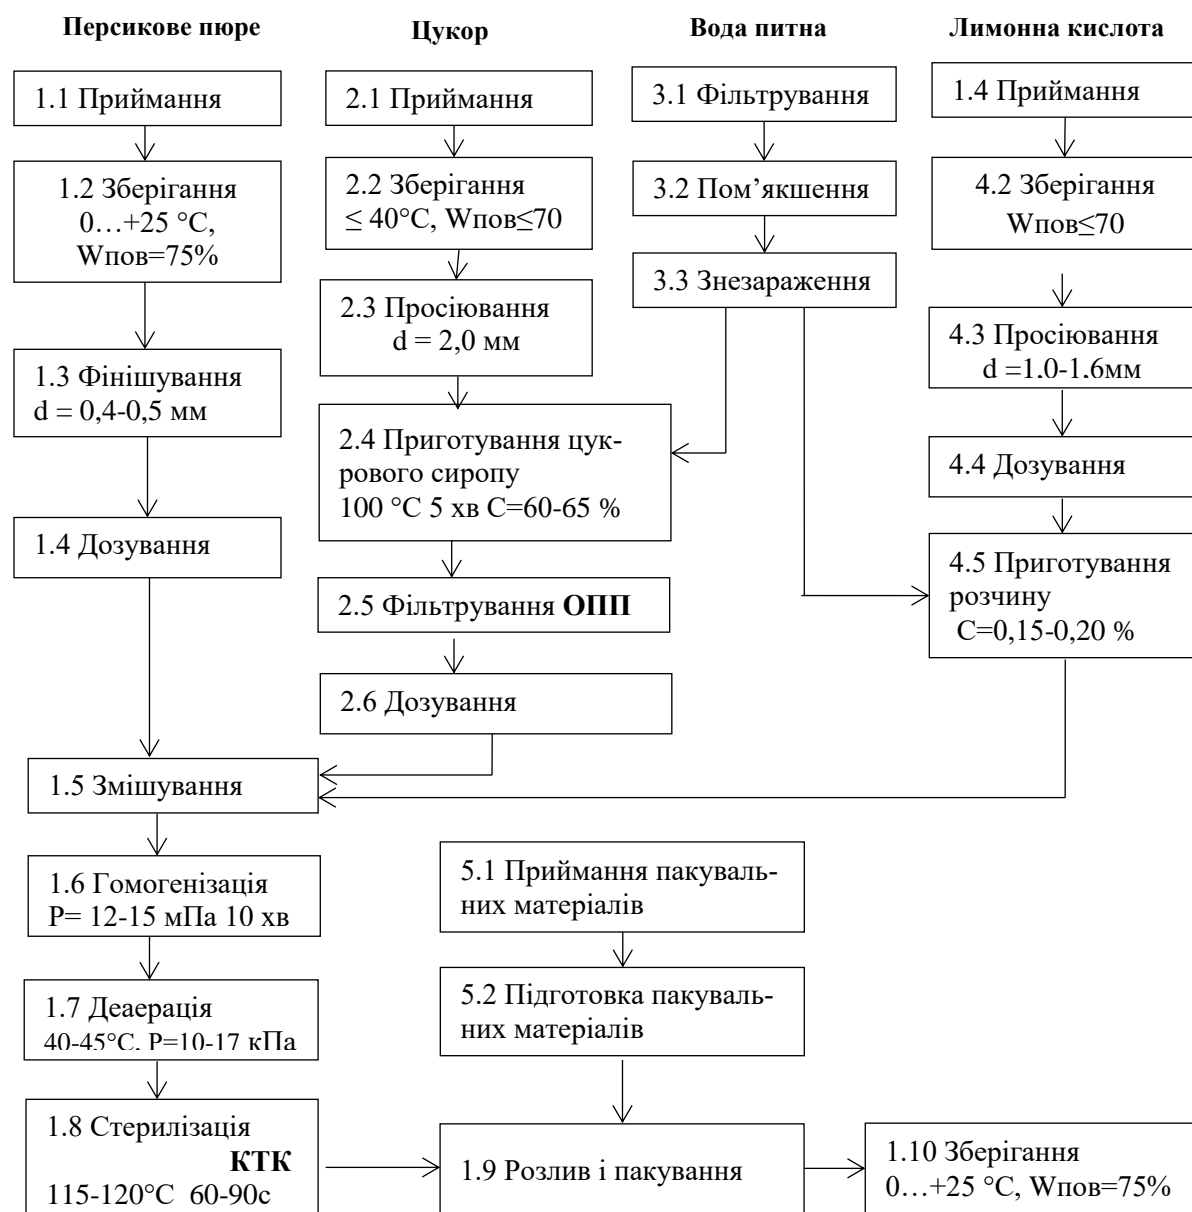 Персикове пюре
1.1 Приймання
1.2 Зберігання
0…+25 °C,
Wпов=75%
1.3 Фінішування
d = 0,4-0,5 мм
1.4 Дозування
1.5 Змішування
1.6 Гомогенізація
P= 12-15 мПа 10 хв
1.7 Деаерація
40-45°C, P=10-17 кПа
1.8 Стерилізація
КТК
115-120°C 60-90с
Цукор
2.1 Приймання
2.2 Зберігання
≤ 40°C, Wпов≤70
2.3 Просіювання
d = 2,0 мм
2.4 Приготування цук-
рового сиропу
100 °C 5 хв C=60-65 %
2.5 Фільтрування ОПП
2.6 Дозування
Вода питна
3.1 Фільтрування
3.2 Пом’якшення
3.3 Знезараження
Лимонна кислота
1.4 Приймання
4.2 Зберігання
Wпов≤70
4.3 Просіювання
d =1,0-1,6мм
4.4 Дозування
4.5 Приготування
розчину
C=0,15-0,20 %
5.1 Приймання пакуваль-
них матеріалів
5.2 Підготовка пакуваль-
них матеріалів
1.9 Розлив і пакування
1.10 Зберігання
0…+25 °C, Wпов=75%